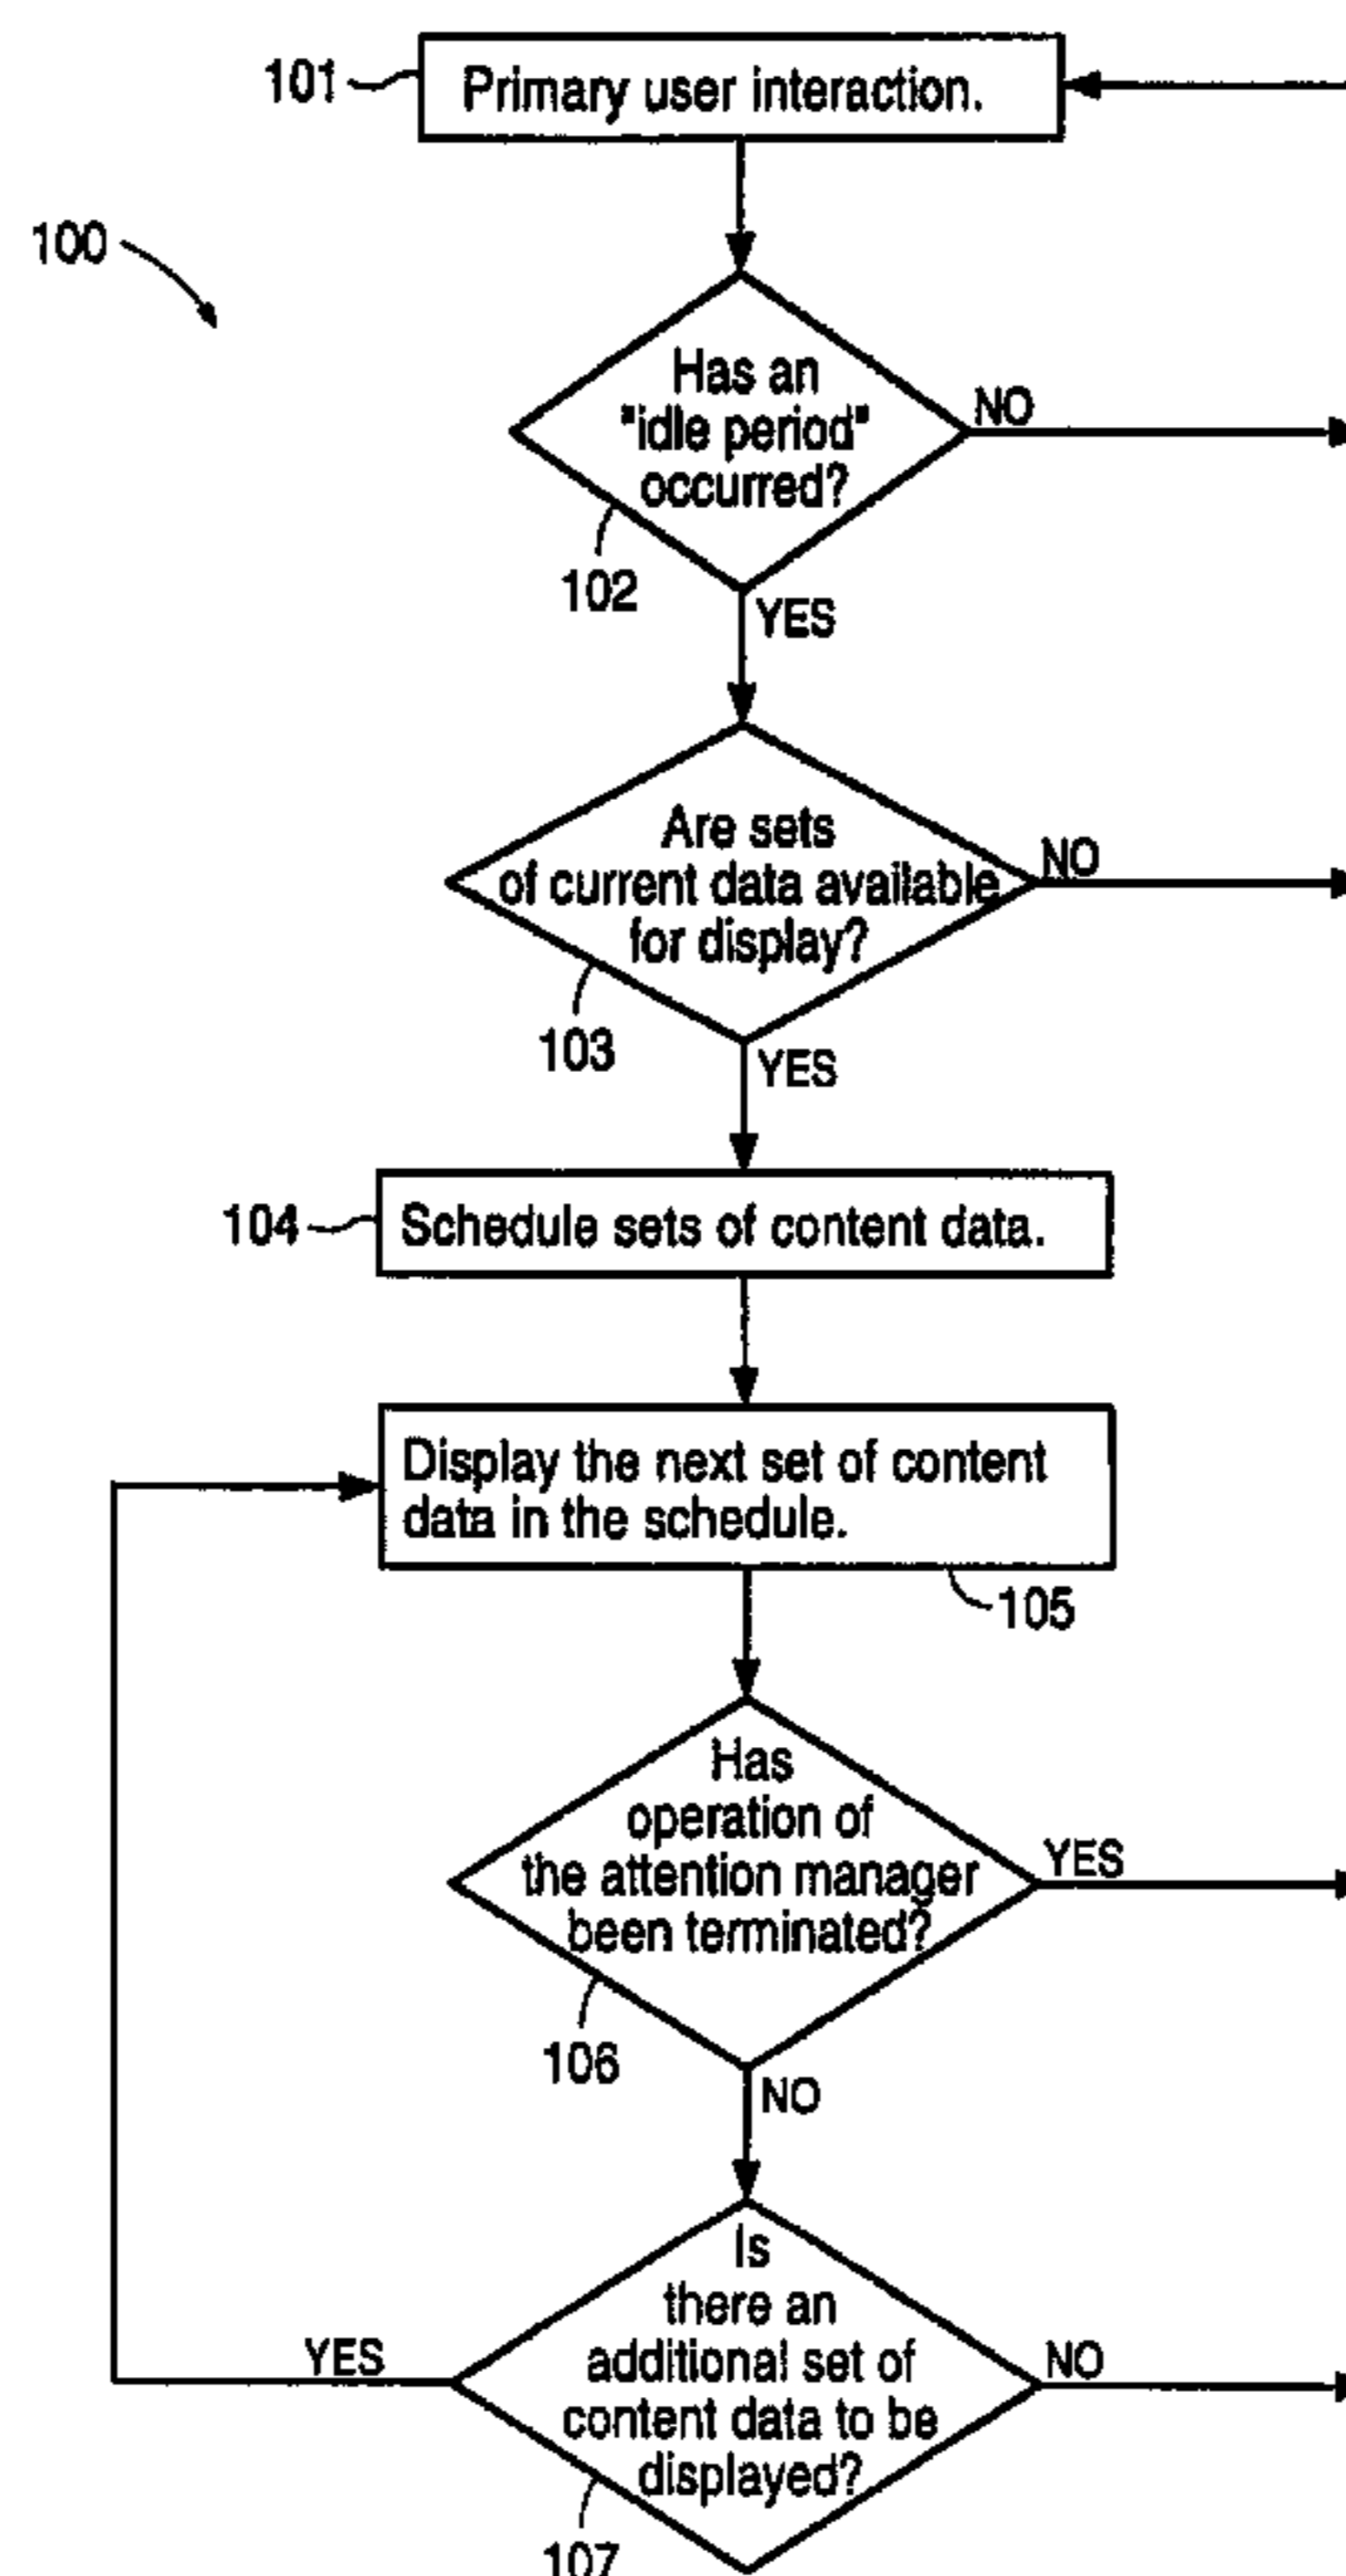 101
Primary user interaction.
100
Has an
"idle period"
occurred?
NO
102
YES
Are sets
of current data available
for display?
NO
103
YES
104
Schedule sets of content data.
Display the next set of content
data in the schedule.
105
Has
operation of
the attention manager
been terminated?
YES
106
NO
Is
there an
additional set of
content data to be
displayed?
YES
NO
107